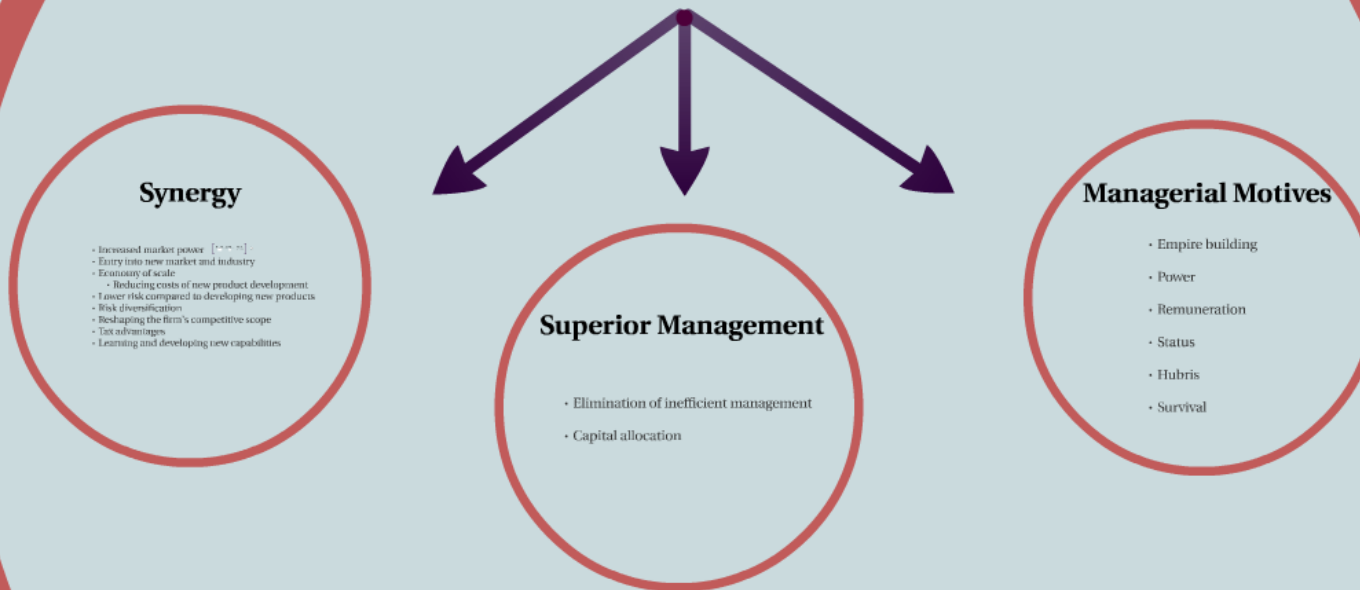 Synergy
• Increased market power
• Entry into new market and industry
• Economy of scale
• Reducing costs of new product development
• Lower risk compared to developing new products
• Risk diversification
• Reshaping the firm's competitive scope
• Tax advantages
• Learning and developing new capabilities
Superior Management
• Elimination of inefficient management
• Capital allocation
Managerial Motives
• Empire building
• Power
• Remuneration
• Status
• Hubris
• Survival